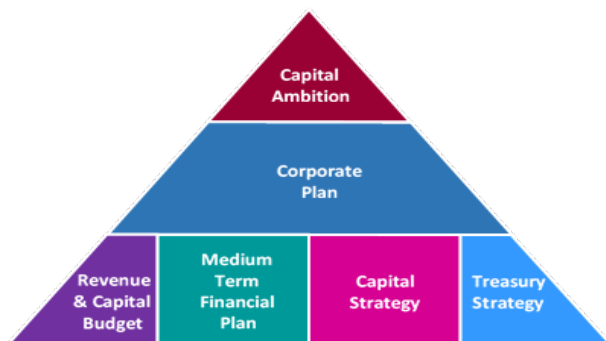 Capital
Ambition
Corporate
Plan
Revenue
& Capital
Budget
Medium
Term
Financial
Plan
Capital
Strategy
Treasury
Strategy